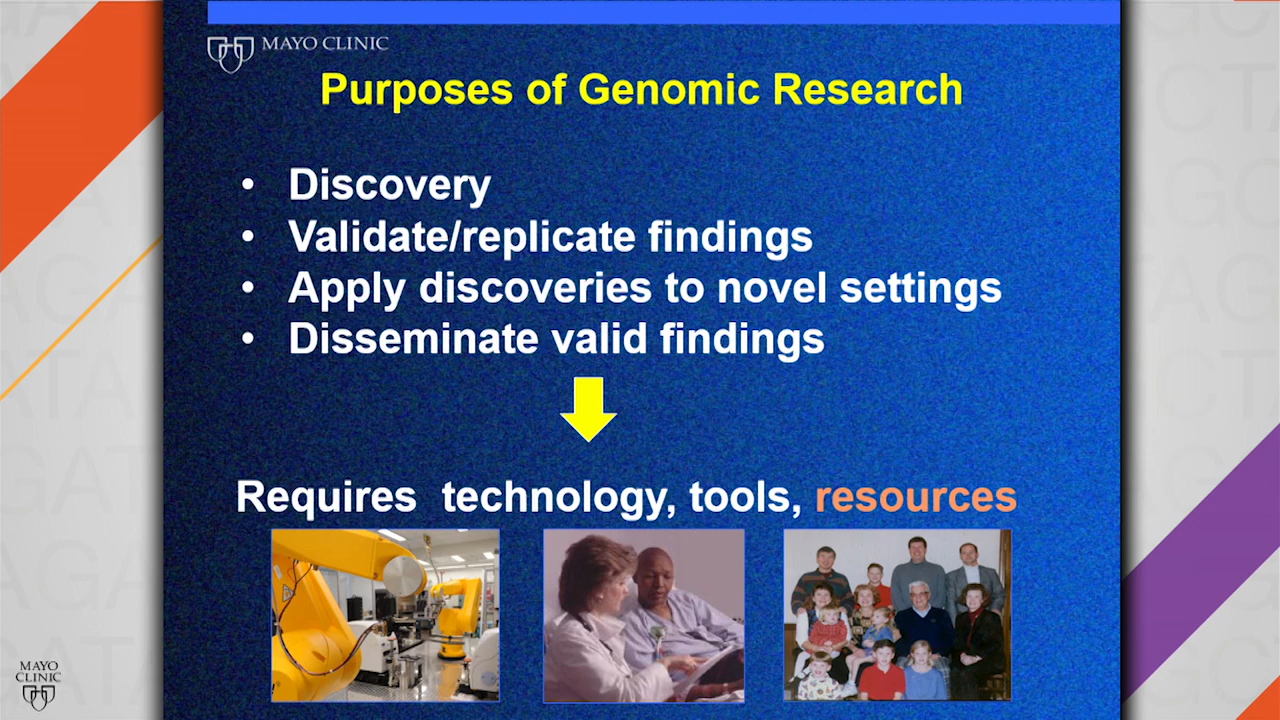 MAYO CLINIC
Purposes of Genomic Research
• Discovery
• Validate/replicate findings
• Apply discoveries to novel settings
• Disseminate valid findings
Requires technology, tools, resources
MAYO
CLINIC